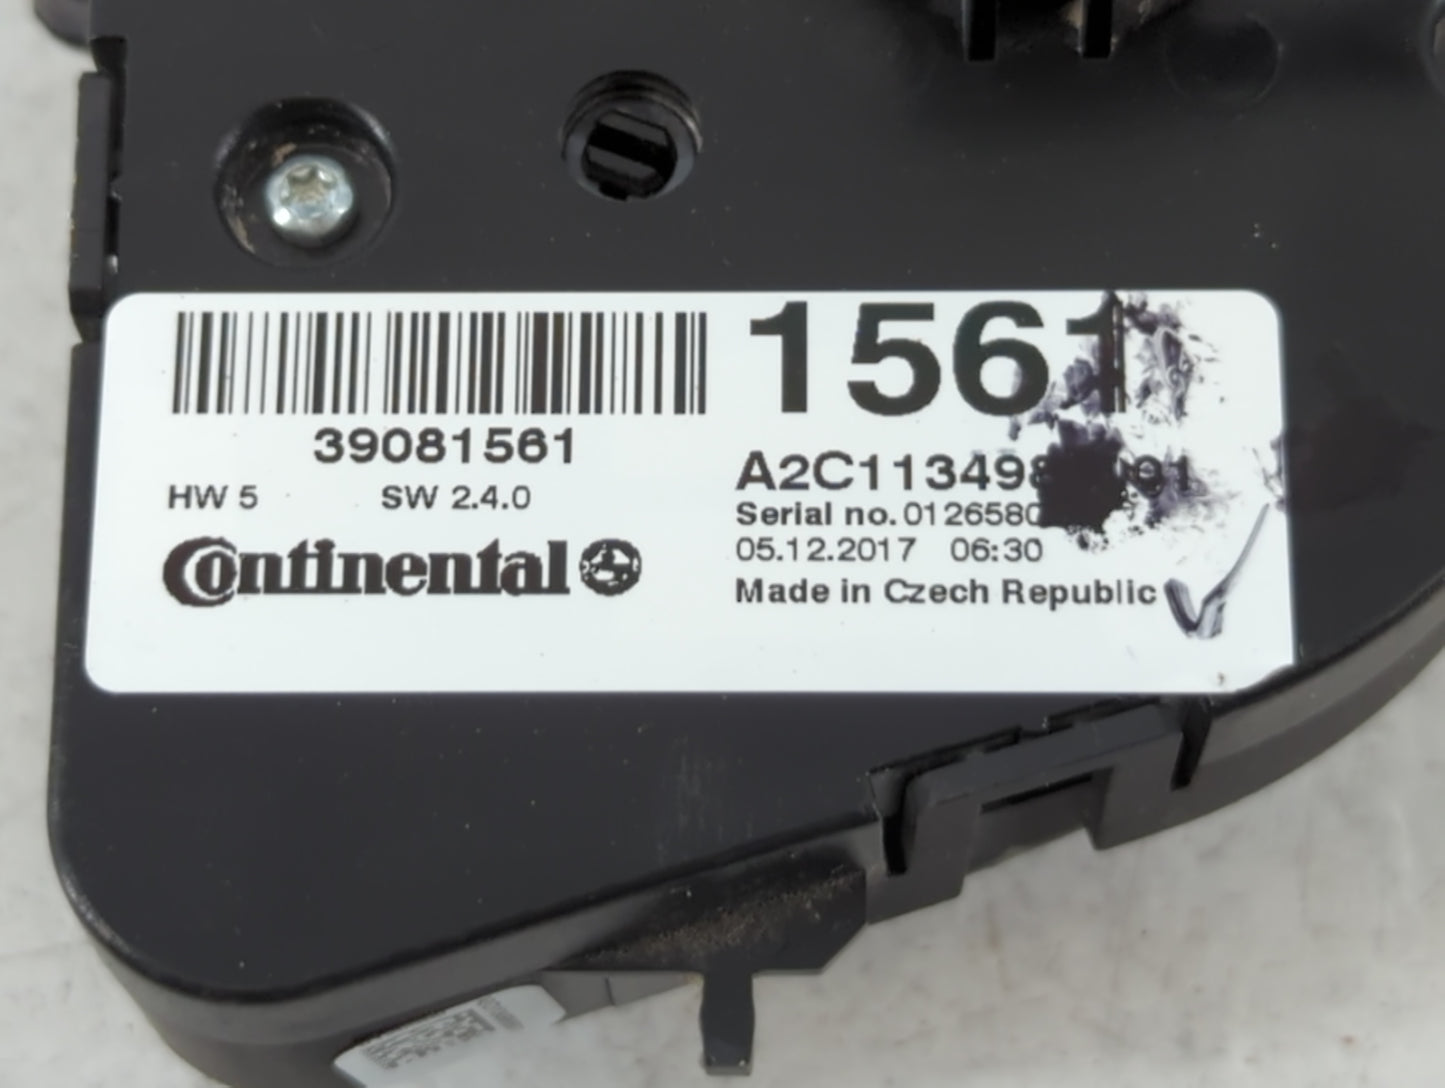 1561
39081561
HW 5 SW 2.4.0
Continental
Serial no.
05.12.2017 06:30
Made in Czech Republic